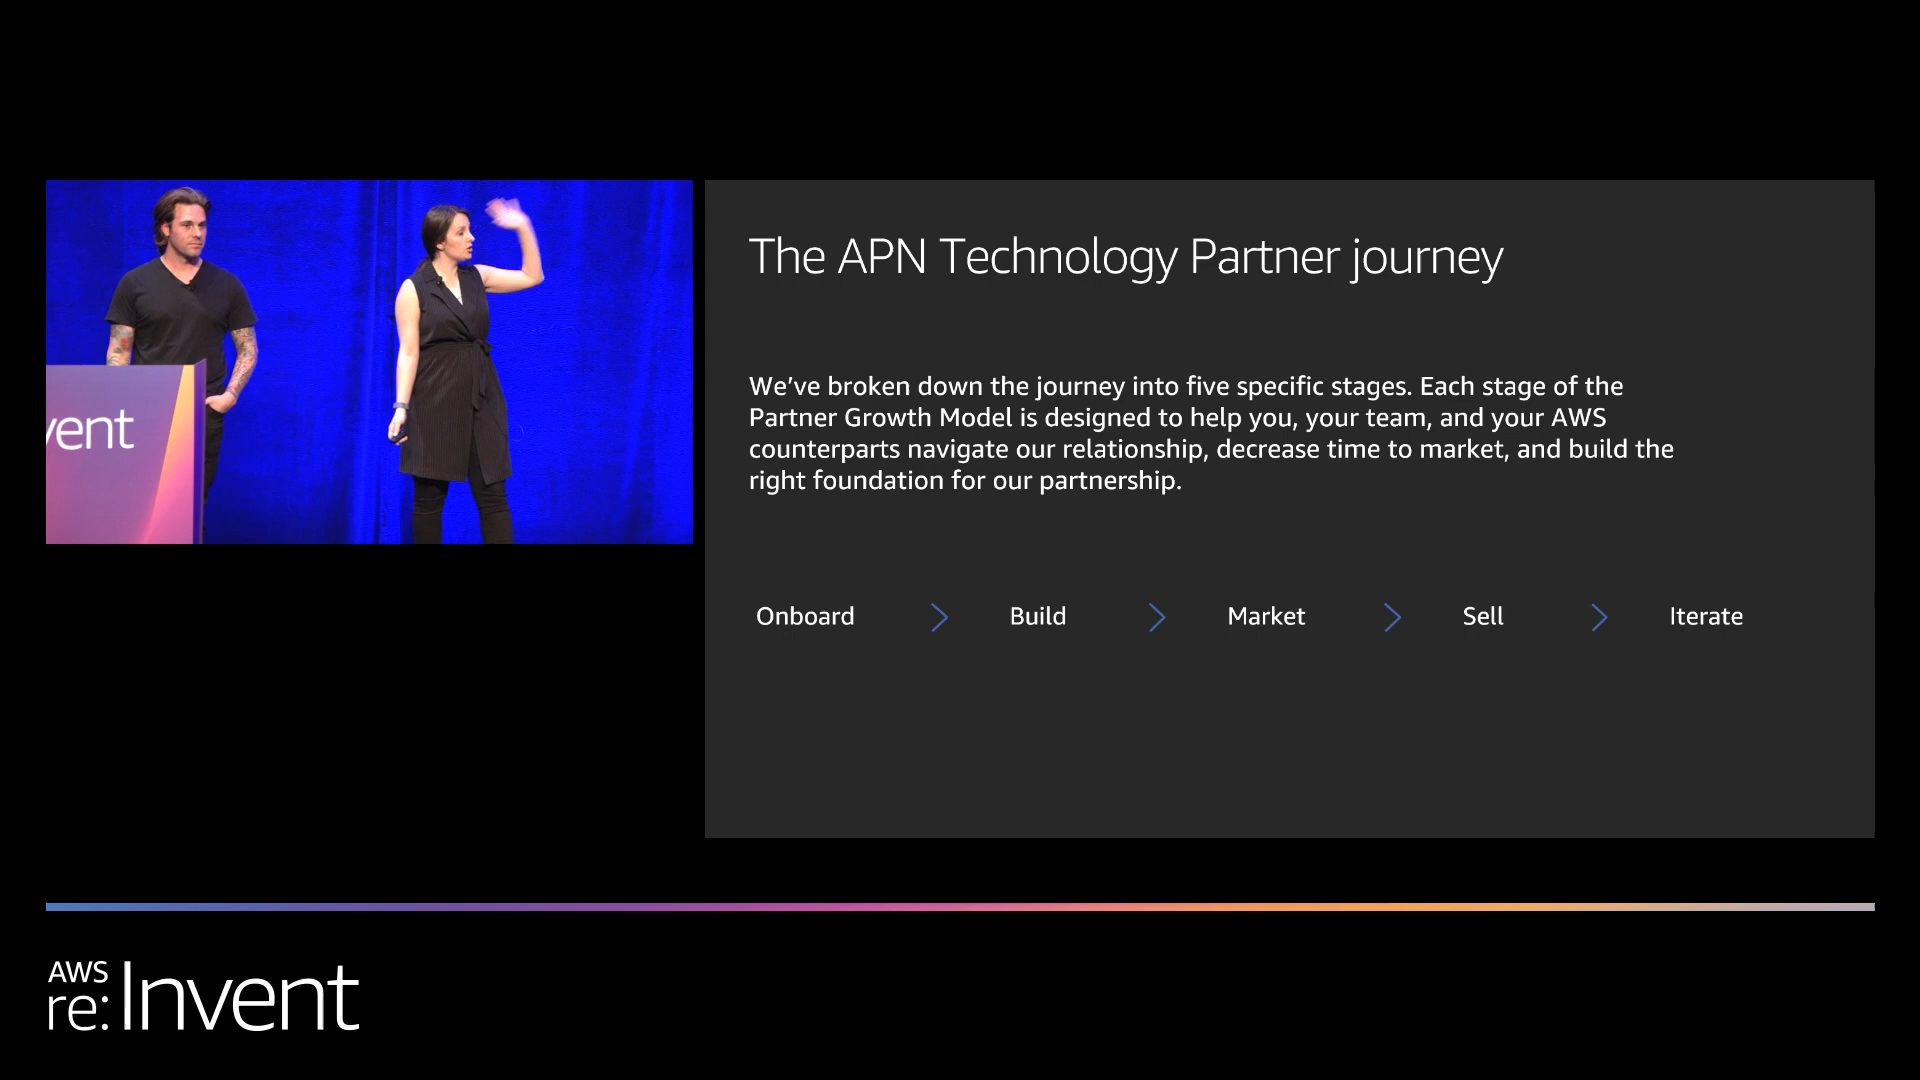 The APN Technology Partner journey
We’ve broken down the journey into five specific stages. Each stage of the
Partner Growth Model is designed to help you, your team, and your AWS
counterparts navigate our relationship, decrease time to market, and build the
right foundation for our partnership.
Onboard > Build > Market > Sell > Iterate
vent
AWS
re:Invent